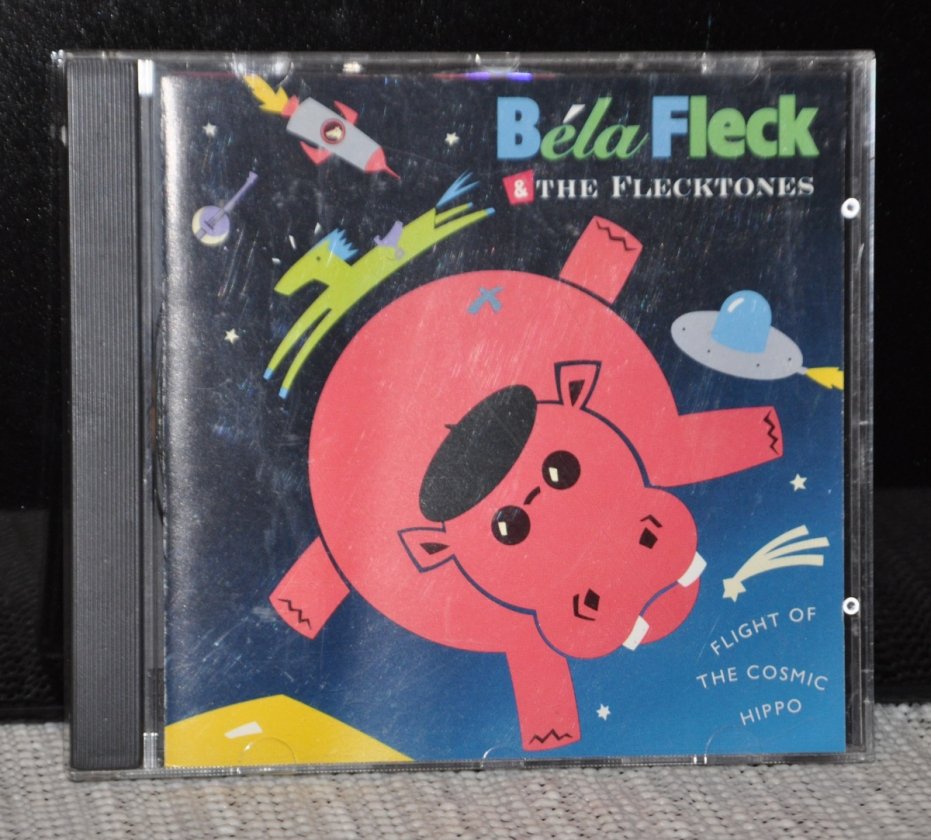 Béla Fleck
& THE FLECKTONES
FLIGHT OF
THE COSMIC
HIPPO